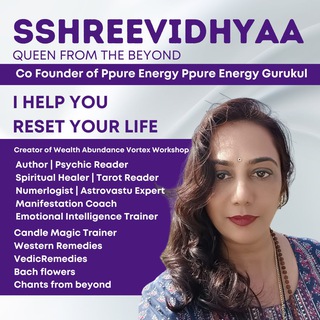 SSHREEVIDHYAA
QUEEN FROM THE BEYOND
Co Founder of Ppure Energy Ppure Energy Gurukul
I HELP YOU
RESET YOUR LIFE
Creator of Wealth Abundance Vortex Workshop
Author | Psychic Reader
Spiritual Healer | Tarot Reader
Numerlogist | Astrovastu Expert
Manifestation Coach
Emotional Intelligence Trainer
Candle Magic Trainer
Western Remedies
VedicRemedies
Bach flowers
Chants from beyond